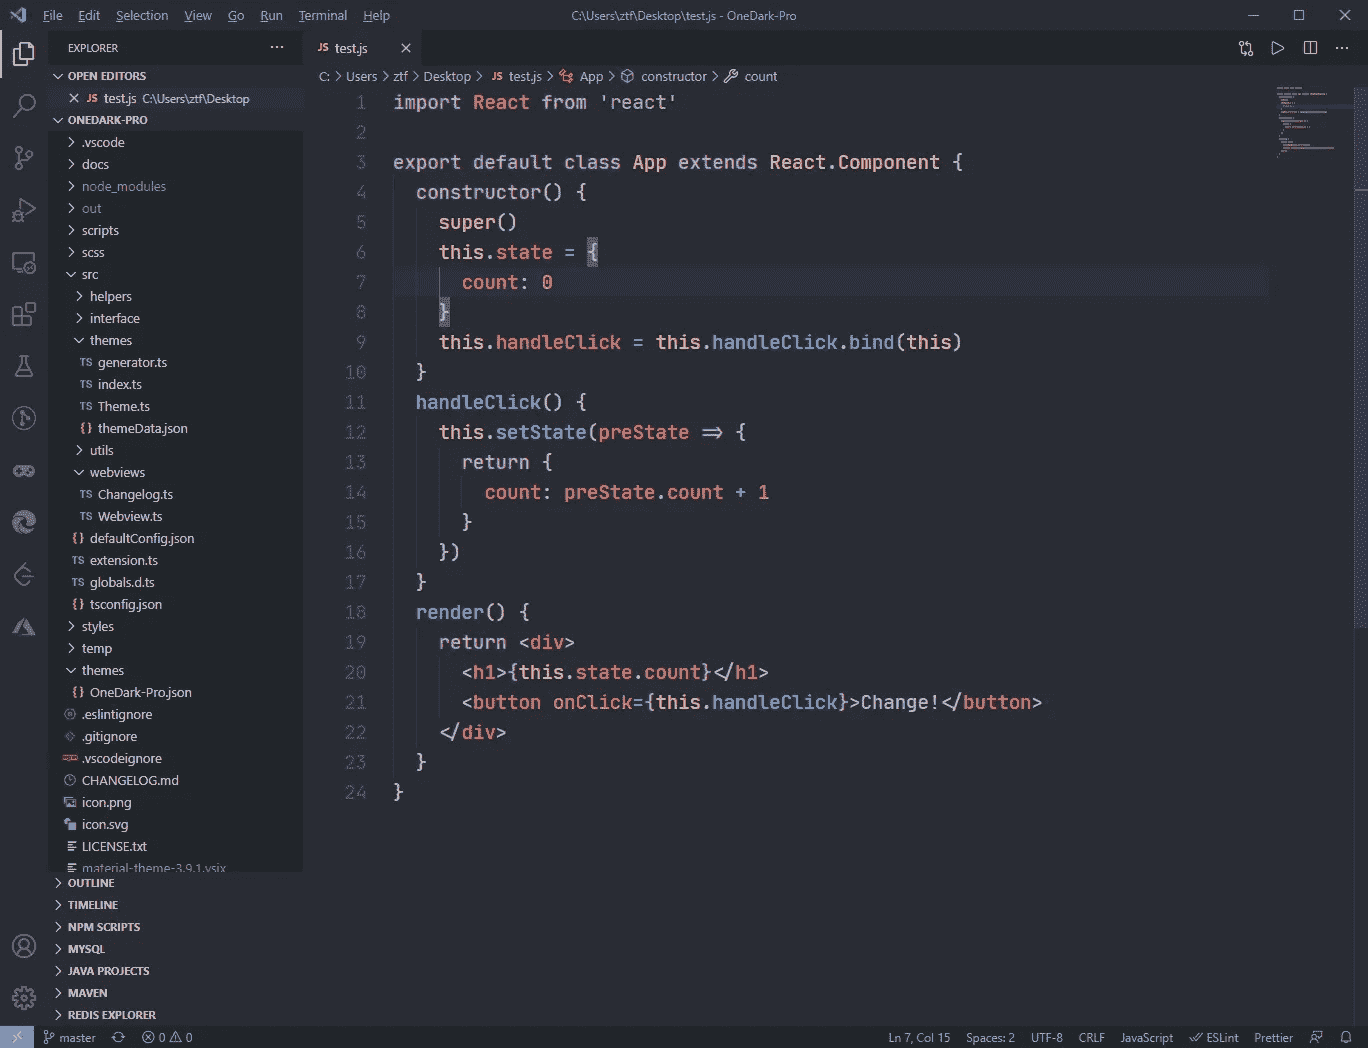 File Edit Selection View Go Run Terminal Help C:\Users\ztf\Desktop\test.js - OneDark-Pro
EXPLORER ···
OPEN EDITORS
JS test.js C:\Users\ztf\Desktop
ONEDARK-PRO
.vscode
docs
node_modules
out
scripts
scss
src
helpers
interface
themes
TS generator.ts
TS index.ts
TS Theme.ts
{} themeData.json
utils
webviews
TS Changelog.ts
TS Webview.ts
{} defaultConfig.json
TS extension.ts
TS globals.d.ts
{} tsconfig.json
styles
temp
themes
{} OneDark-Pro.json
.eslintignore
.gitignore
.vscodeignore
CHANGELOG.md
icon.png
icon.svg
LICENSE.txt
material-theme-3.9.1.vsix
OUTLINE
TIMELINE
NPM SCRIPTS
MYSQL
JAVA PROJECTS
MAVEN
REDIS EXPLORER
JS test.js
C: > Users > ztf > Desktop > JS test.js > App > constructor > count
1 import React from 'react'
2
3 export default class App extends React.Component {
4 constructor() {
5 super()
6 this.state = {
7 count: 0
8 }
9 this.handleClick = this.handleClick.bind(this)
10 }
11 handleClick() {
12 this.setState(preState => {
13 return {
14 count: preState.count + 1
15 }
16 })
17 }
18 render() {
19 return <div>
20 <h1>{this.state.count}</h1>
21 <button onClick={this.handleClick}>Change!</button>
22 </div>
23 }
24 }
master 0 0 Ln 7, Col 15 Spaces: 2 UTF-8 CRLF JavaScript ESLint Prettier